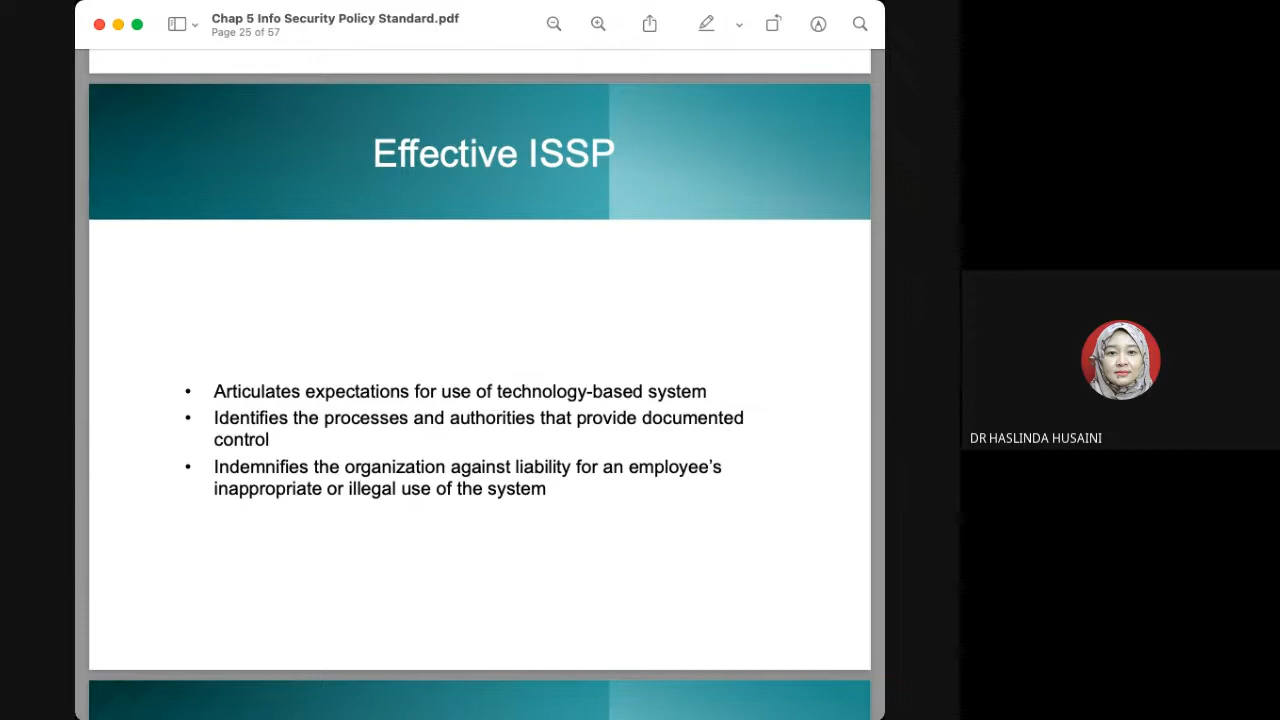 Chap 5 Info Security Policy Standard.pdf
Page 25 of 57
Effective ISSP
• Articulates expectations for use of technology-based system
• Identifies the processes and authorities that provide documented
control
• Indemnifies the organization against liability for an employee's
inappropriate or illegal use of the system
DR HASLINDA HUSAINI